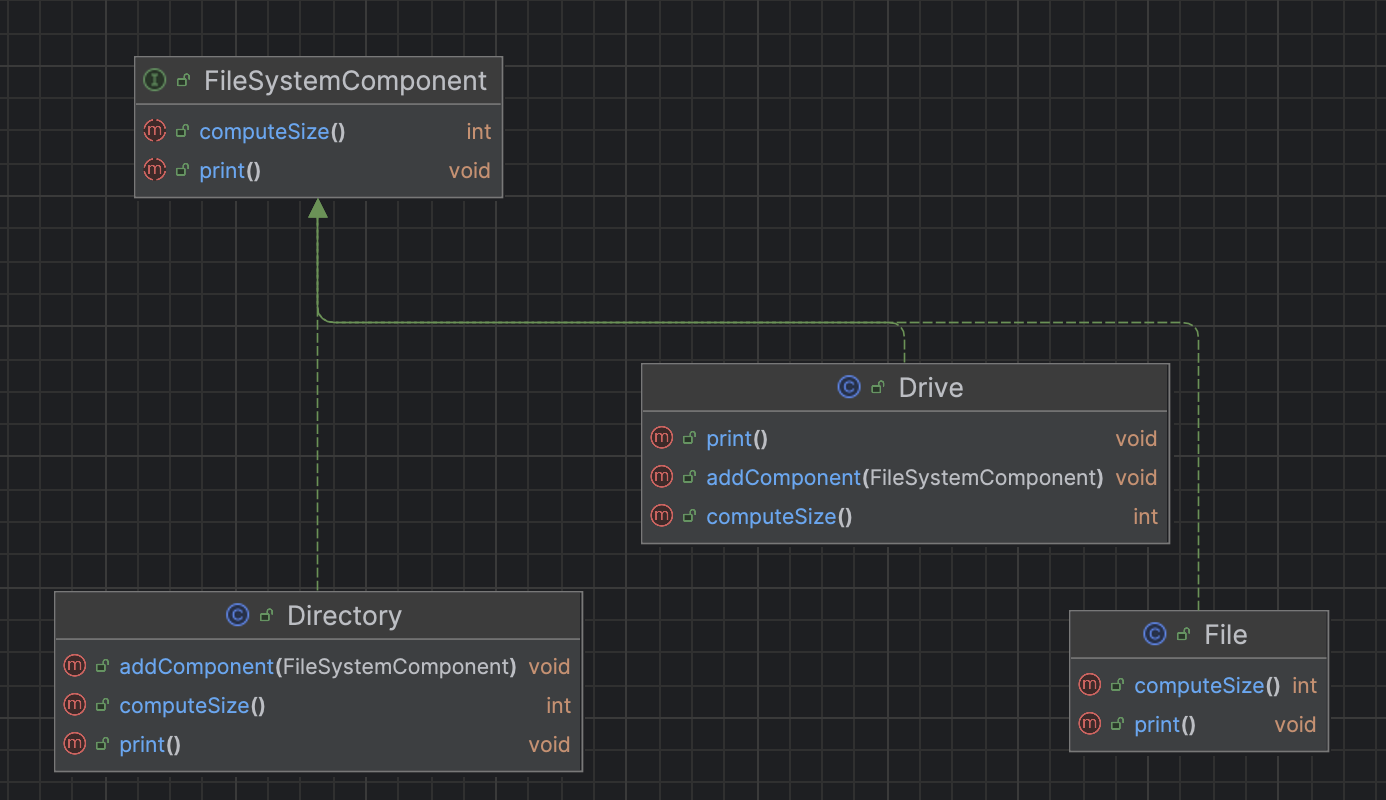 I FileSystemComponent
m computeSize() int
m print() void
C Drive
m print() void
m addComponent(FileSystemComponent) void
m computeSize() int
C Directory
m addComponent(FileSystemComponent) void
m computeSize() int
m print() void
C File
m computeSize() int
m print() void